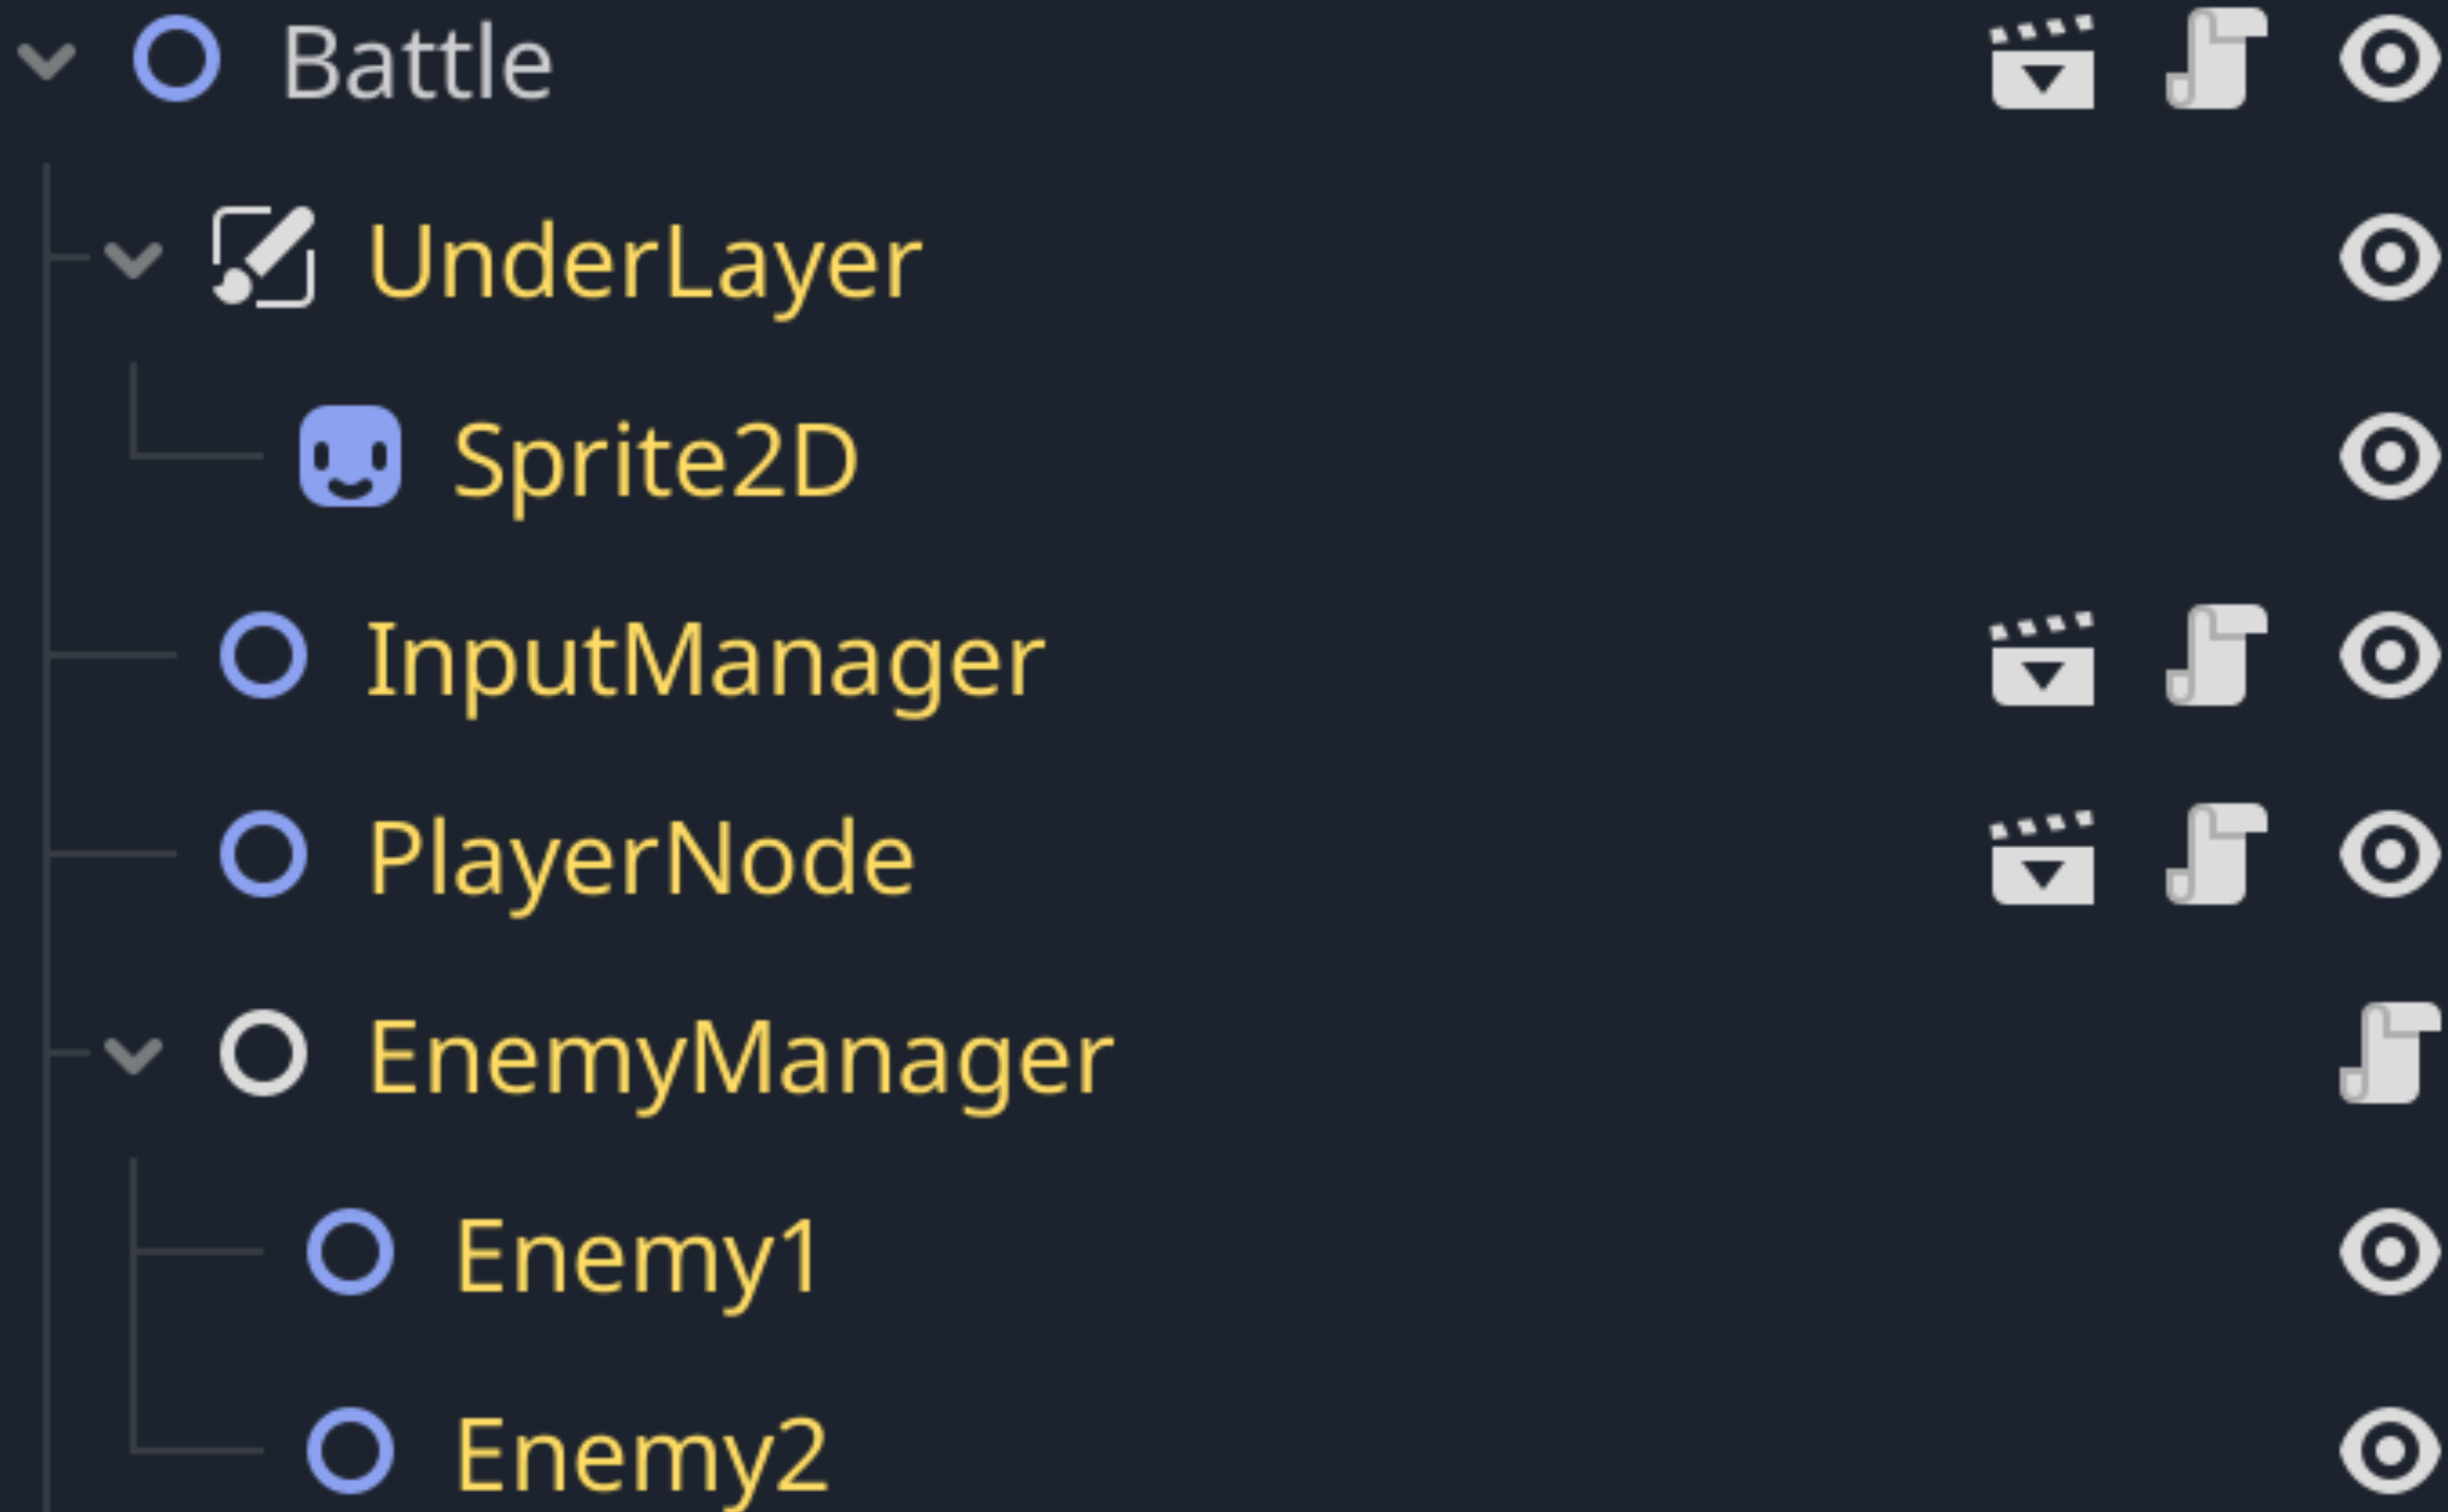 Battle
UnderLayer
Sprite2D
InputManager
PlayerNode
EnemyManager
Enemy1
Enemy2